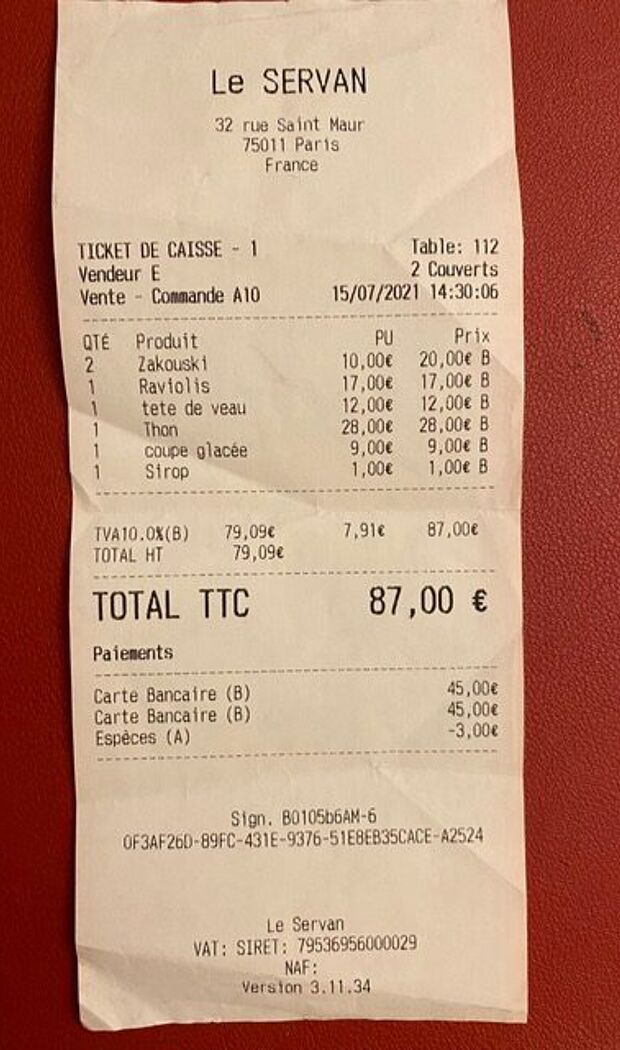 Le SERVAN
32 rue Saint Maur
75011 Paris
France
TICKET DE CAISSE - 1 Table: 112
Vendeur E 2 Couverts
Vente - Commande A10 15/07/2021 14:30:06
QTÉ Produit PU Prix
2 Zakouski 10,00€ 20,00€ B
1 Raviolis 17,00€ 17,00€ B
1 tete de veau 12,00€ 12,00€ B
1 Thon 28,00€ 28,00€ B
1 coupe glacée 9,00€ 9,00€ B
1 Sirop 1,00€ 1,00€ B
TVA10.0%(B) 79,09€ 7,91€ 87,00€
TOTAL HT 79,09€
TOTAL TTC 87,00 €
Paiements
Carte Bancaire (B) 45,00€
Carte Bancaire (B) 45,00€
Espèces (A) -3,00€
Sign. B0105b6AM-6
0F3AF26D-89FC-431E-9376-51E8EB35CACE-A2524
Le Servan
VAT: SIRET: 79536956000029
NAF:
Version 3.11.34